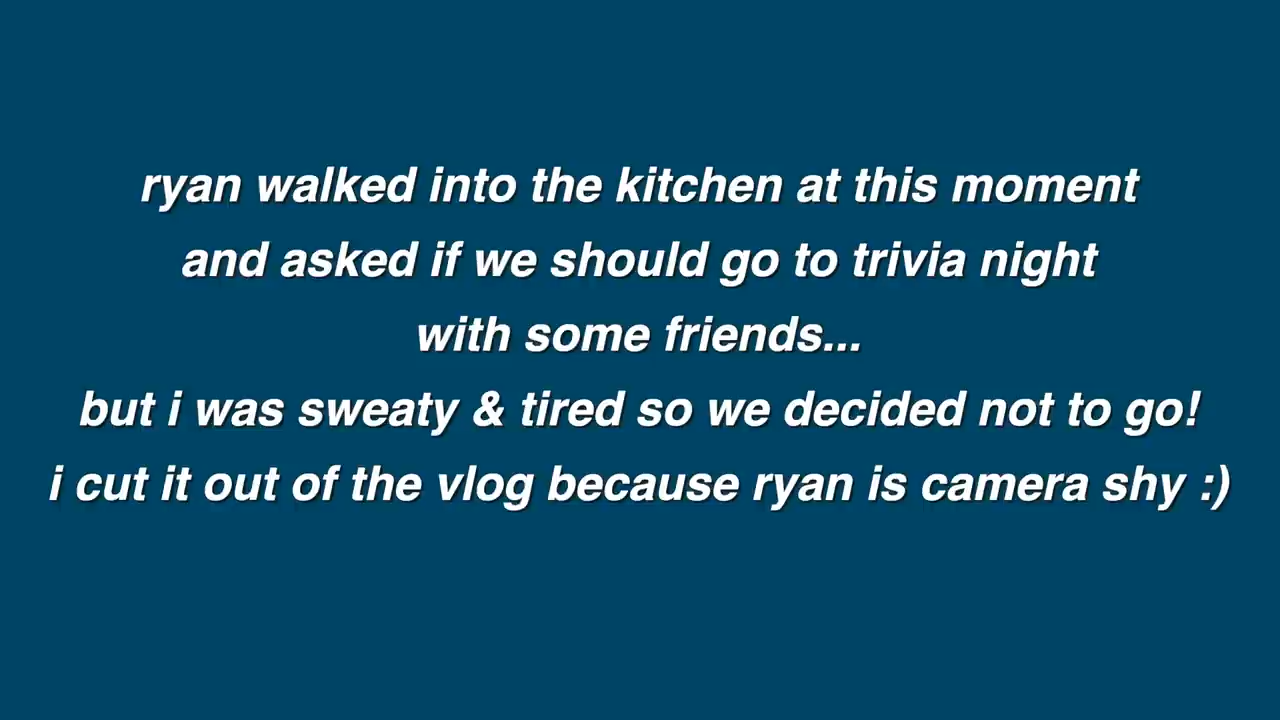 ryan walked into the kitchen at this moment
and asked if we should go to trivia night
with some friends...
but i was sweaty & tired so we decided not to go!
i cut it out of the vlog because ryan is camera shy :)